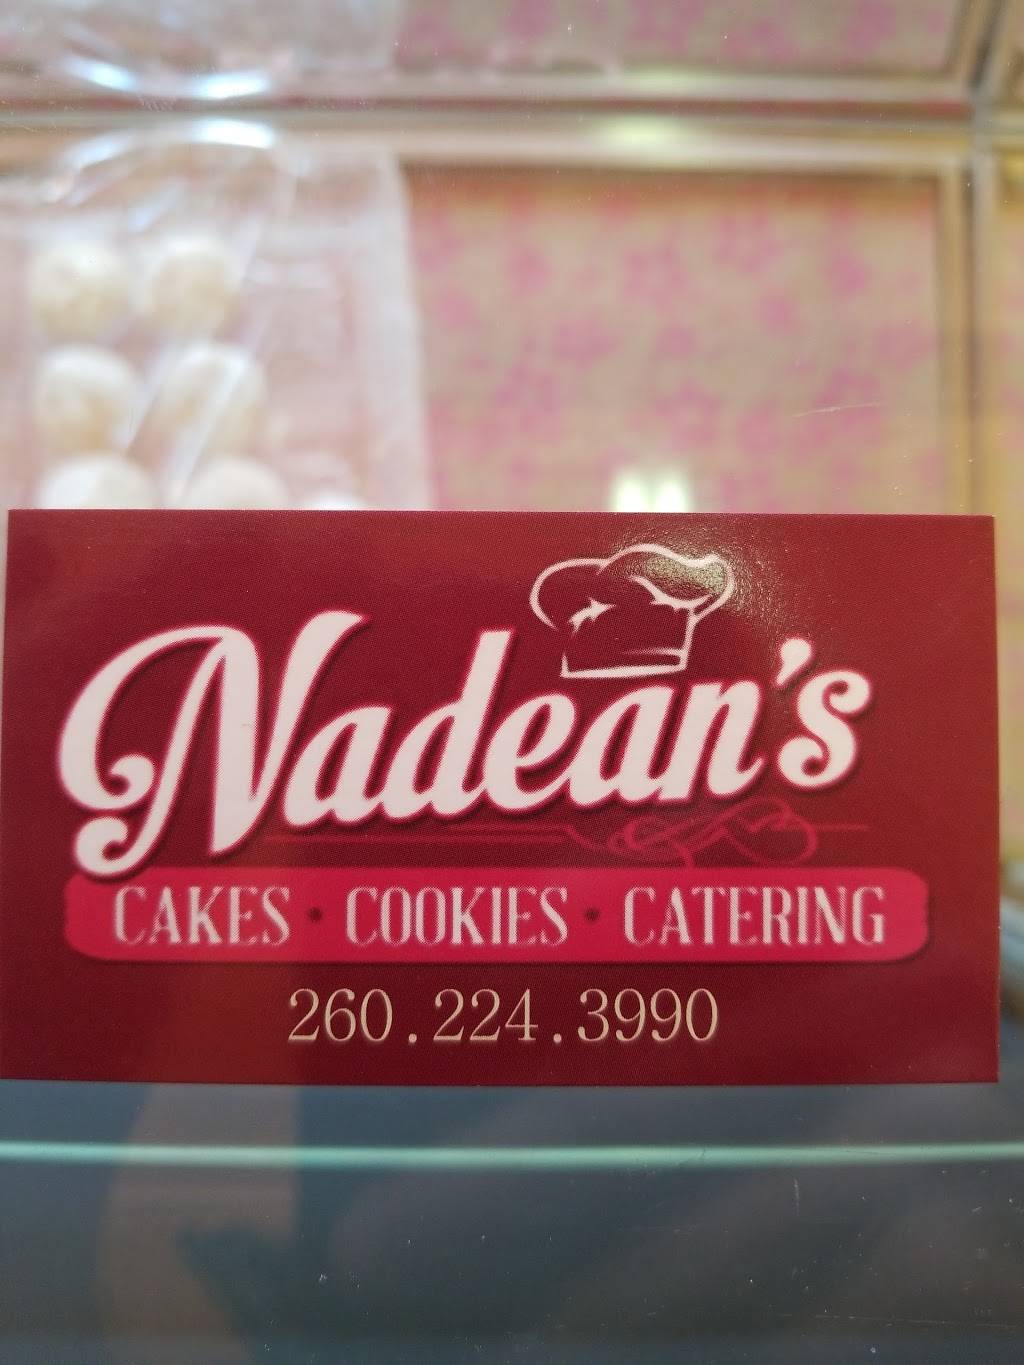 Nadean's
CAKES • COOKIES • CATERING
260.224.3990